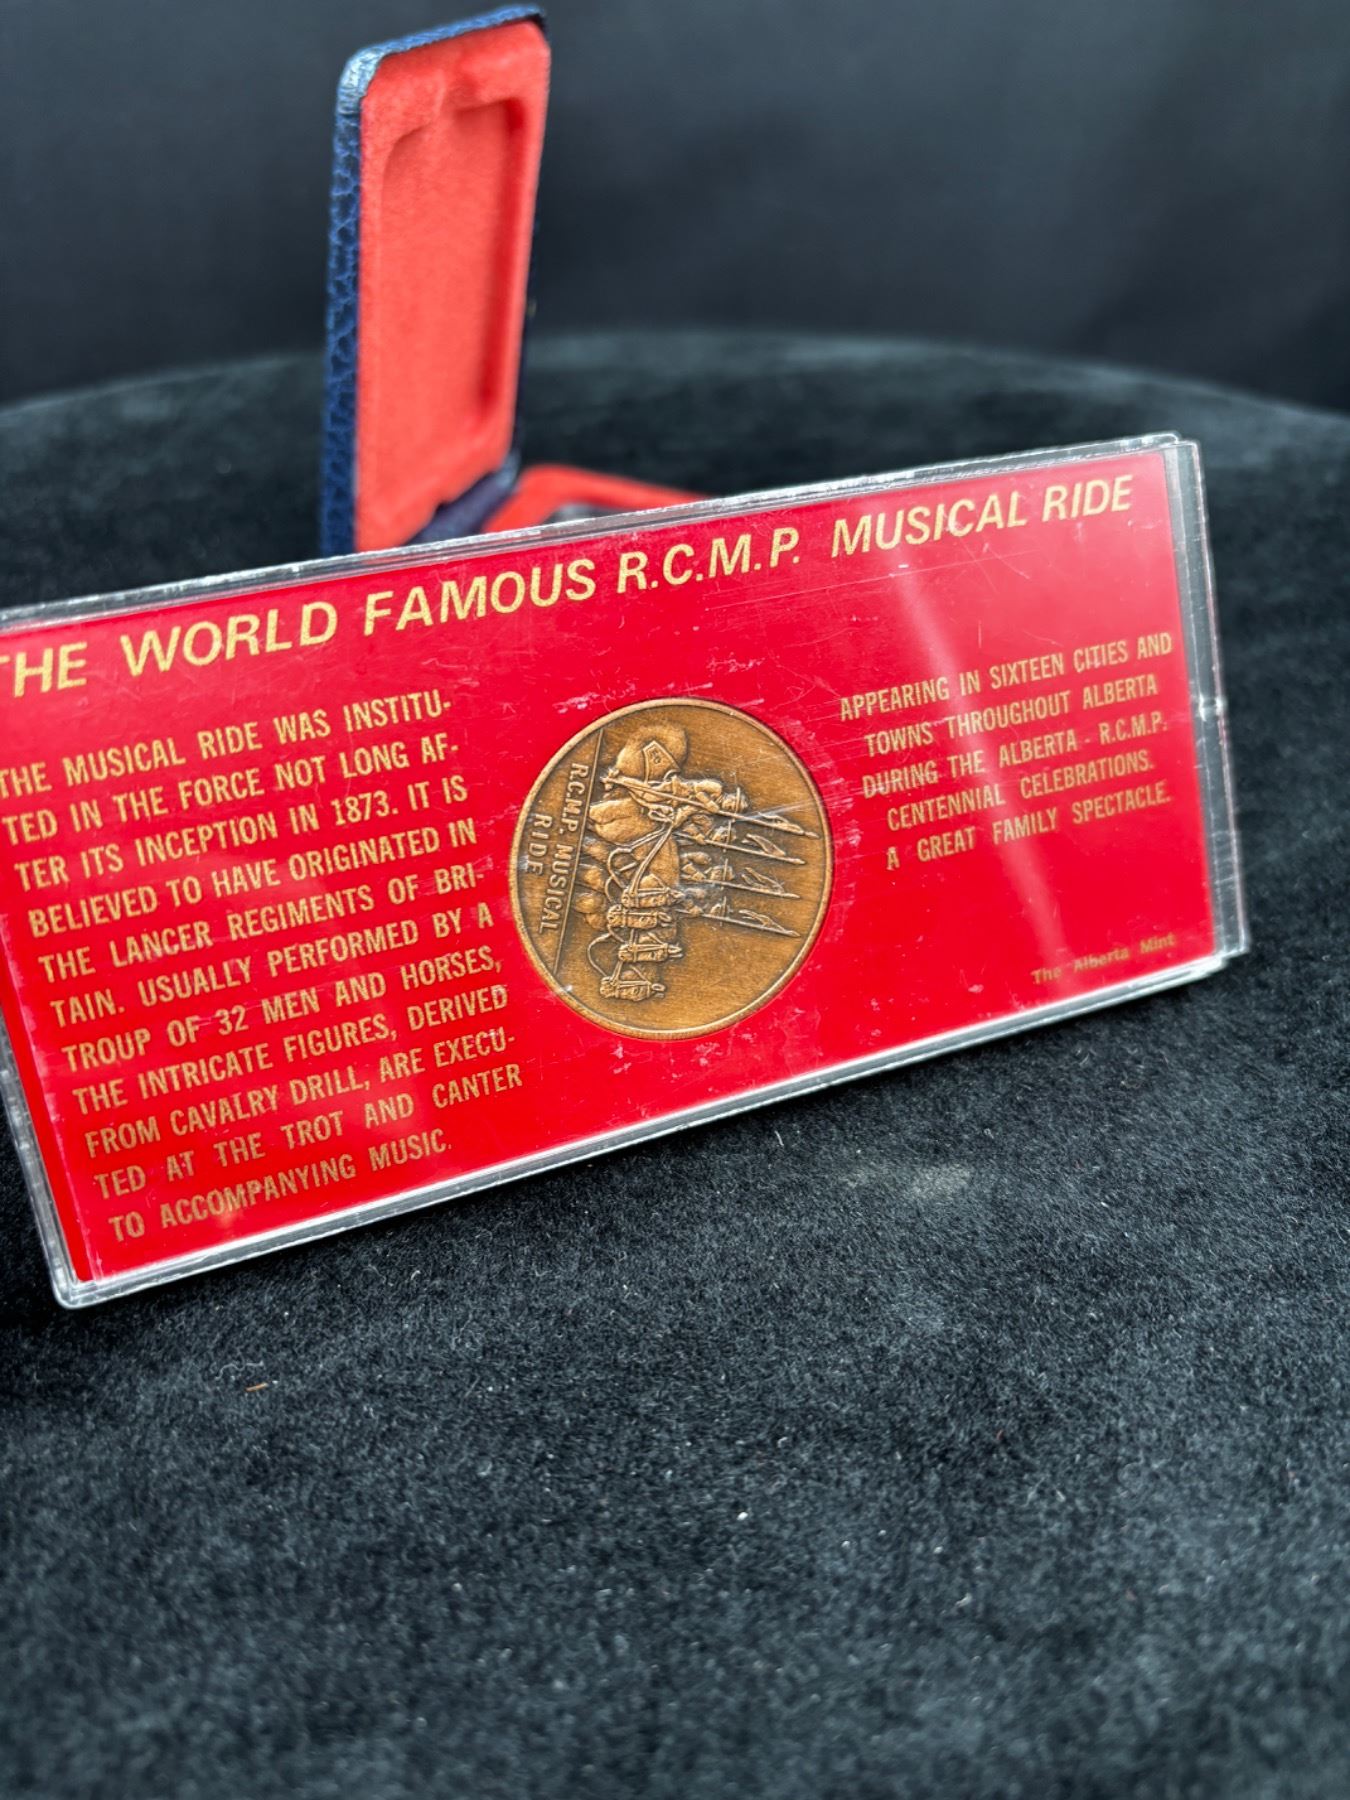 THE WORLD FAMOUS R.C.M.P. MUSICAL RIDE
THE MUSICAL RIDE WAS INSTITU-
TED IN THE FORCE NOT LONG AF-
TER ITS INCEPTION IN 1873. IT IS
BELIEVED TO HAVE ORIGINATED IN
THE LANCER REGIMENTS OF BRI-
TAIN. USUALLY PERFORMED BY A
TROUP OF 32 MEN AND HORSES,
THE INTRICATE FIGURES, DERIVED
FROM CAVALRY DRILL, ARE EXECU-
TED AT THE TROT AND CANTER
TO ACCOMPANYING MUSIC.
R.C.M.P. MUSICAL
RIDE
APPEARING IN SIXTEEN CITIES AND
TOWNS THROUGHOUT ALBERTA
DURING THE ALBERTA - R.C.M.P.
CENTENNIAL CELEBRATIONS.
A GREAT FAMILY SPECTACLE.
The Alberta Mint